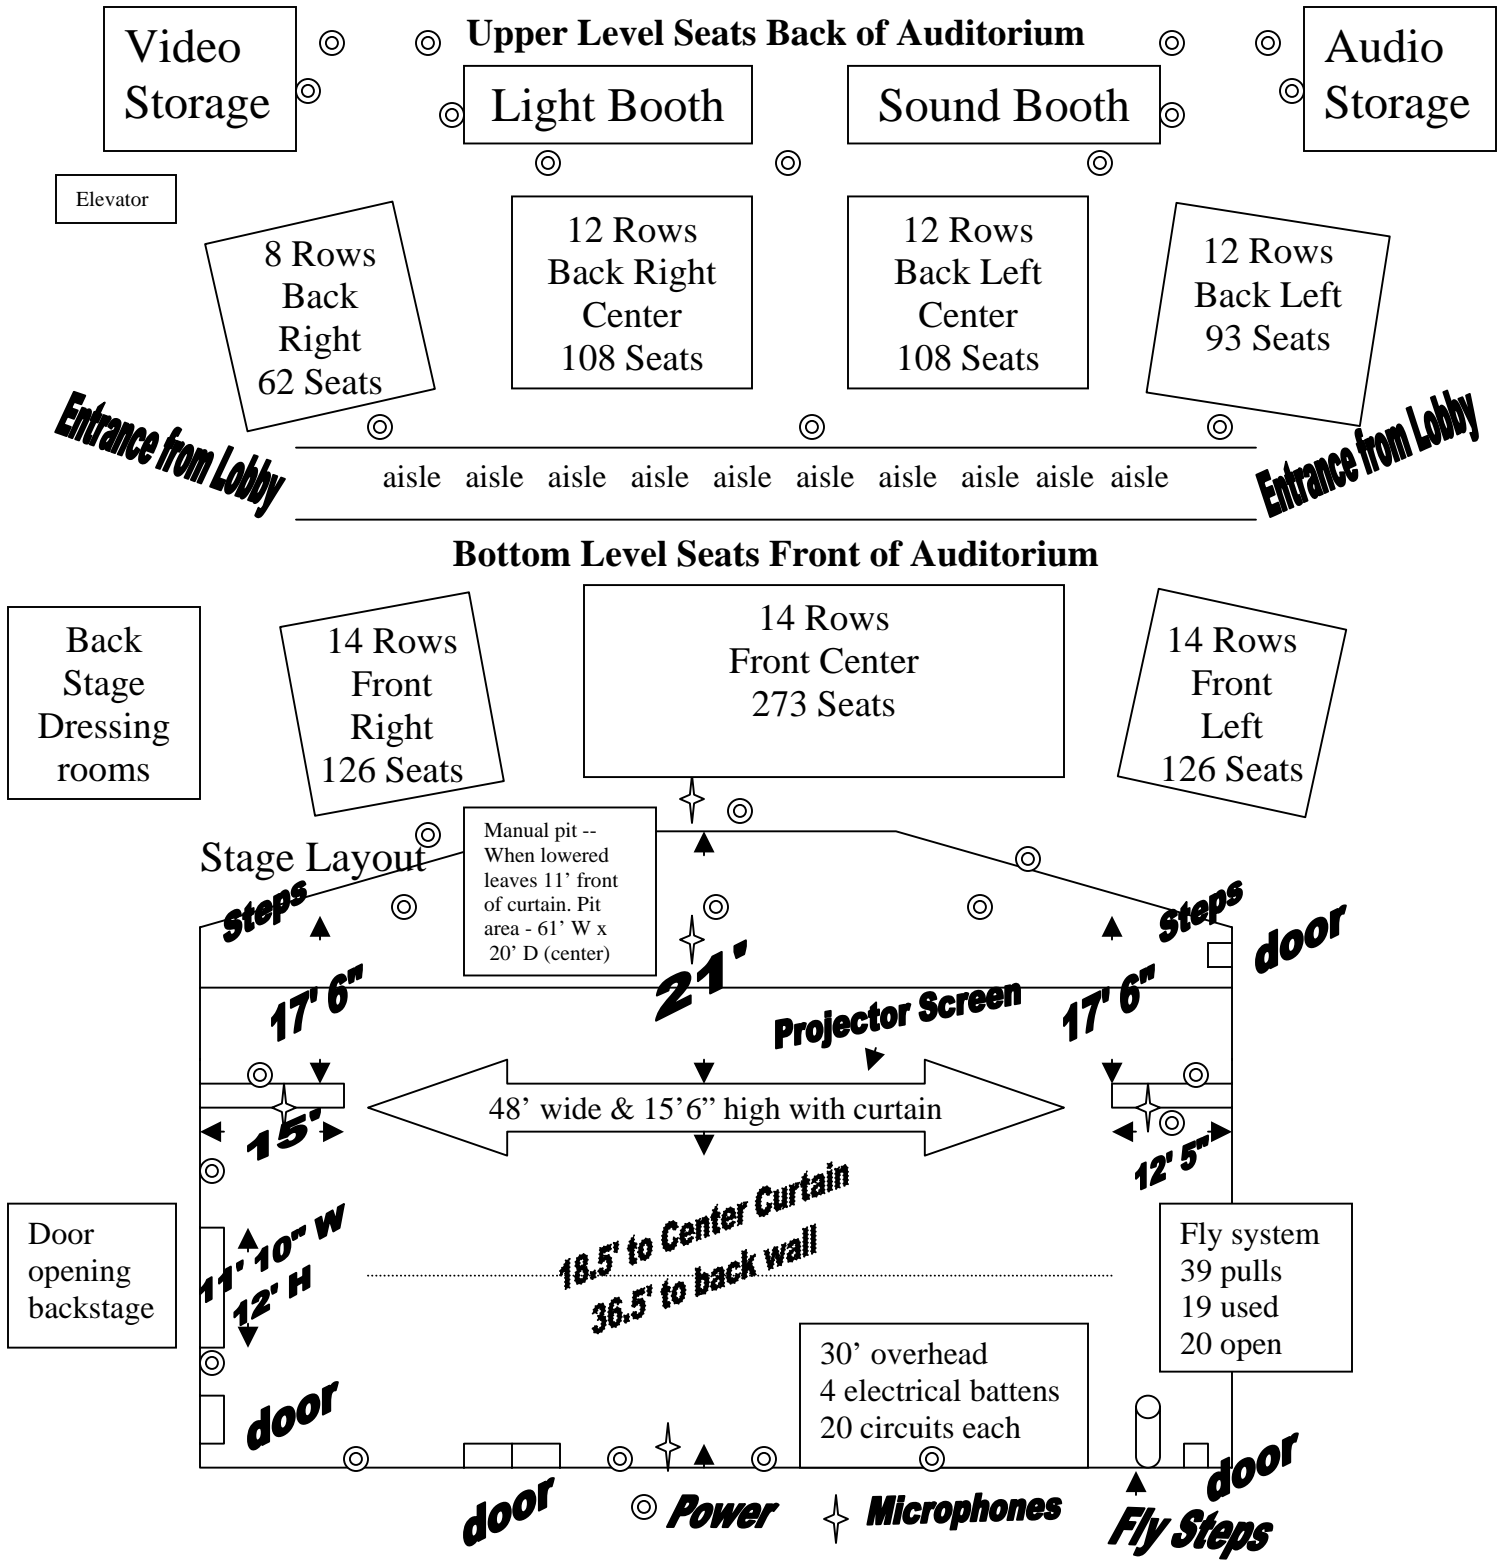 Upper Level Seats Back of Auditorium
Video
Storage
Light Booth
Sound Booth
Audio
Storage
Elevator
8 Rows
Back
Right
62 Seats
12 Rows
Back Right
Center
108 Seats
12 Rows
Back Left
Center
108 Seats
12 Rows
Back Left
93 Seats
Entrance from Lobby
Entrance from Lobby
aisle aisle aisle aisle aisle aisle aisle aisle aisle aisle
Bottom Level Seats Front of Auditorium
Back
Stage
Dressing
rooms
14 Rows
Front
Right
126 Seats
14 Rows
Front Center
273 Seats
14 Rows
Front
Left
126 Seats
Stage Layout
Manual pit --
When lowered
leaves 11’ front
of curtain. Pit
area - 61’ W x
20’ D (center)
Steps
Steps
door
17' 6"
21'
17' 6"
Projector Screen
48’ wide & 15’6” high with curtain
15'
12' 5"
18.5' to Center Curtain
36.5' to back wall
Door
opening
backstage
11' 10" W
12' H
Fly system
39 pulls
19 used
20 open
30’ overhead
4 electrical battens
20 circuits each
door
door
door
Power
Microphones
Fly Steps